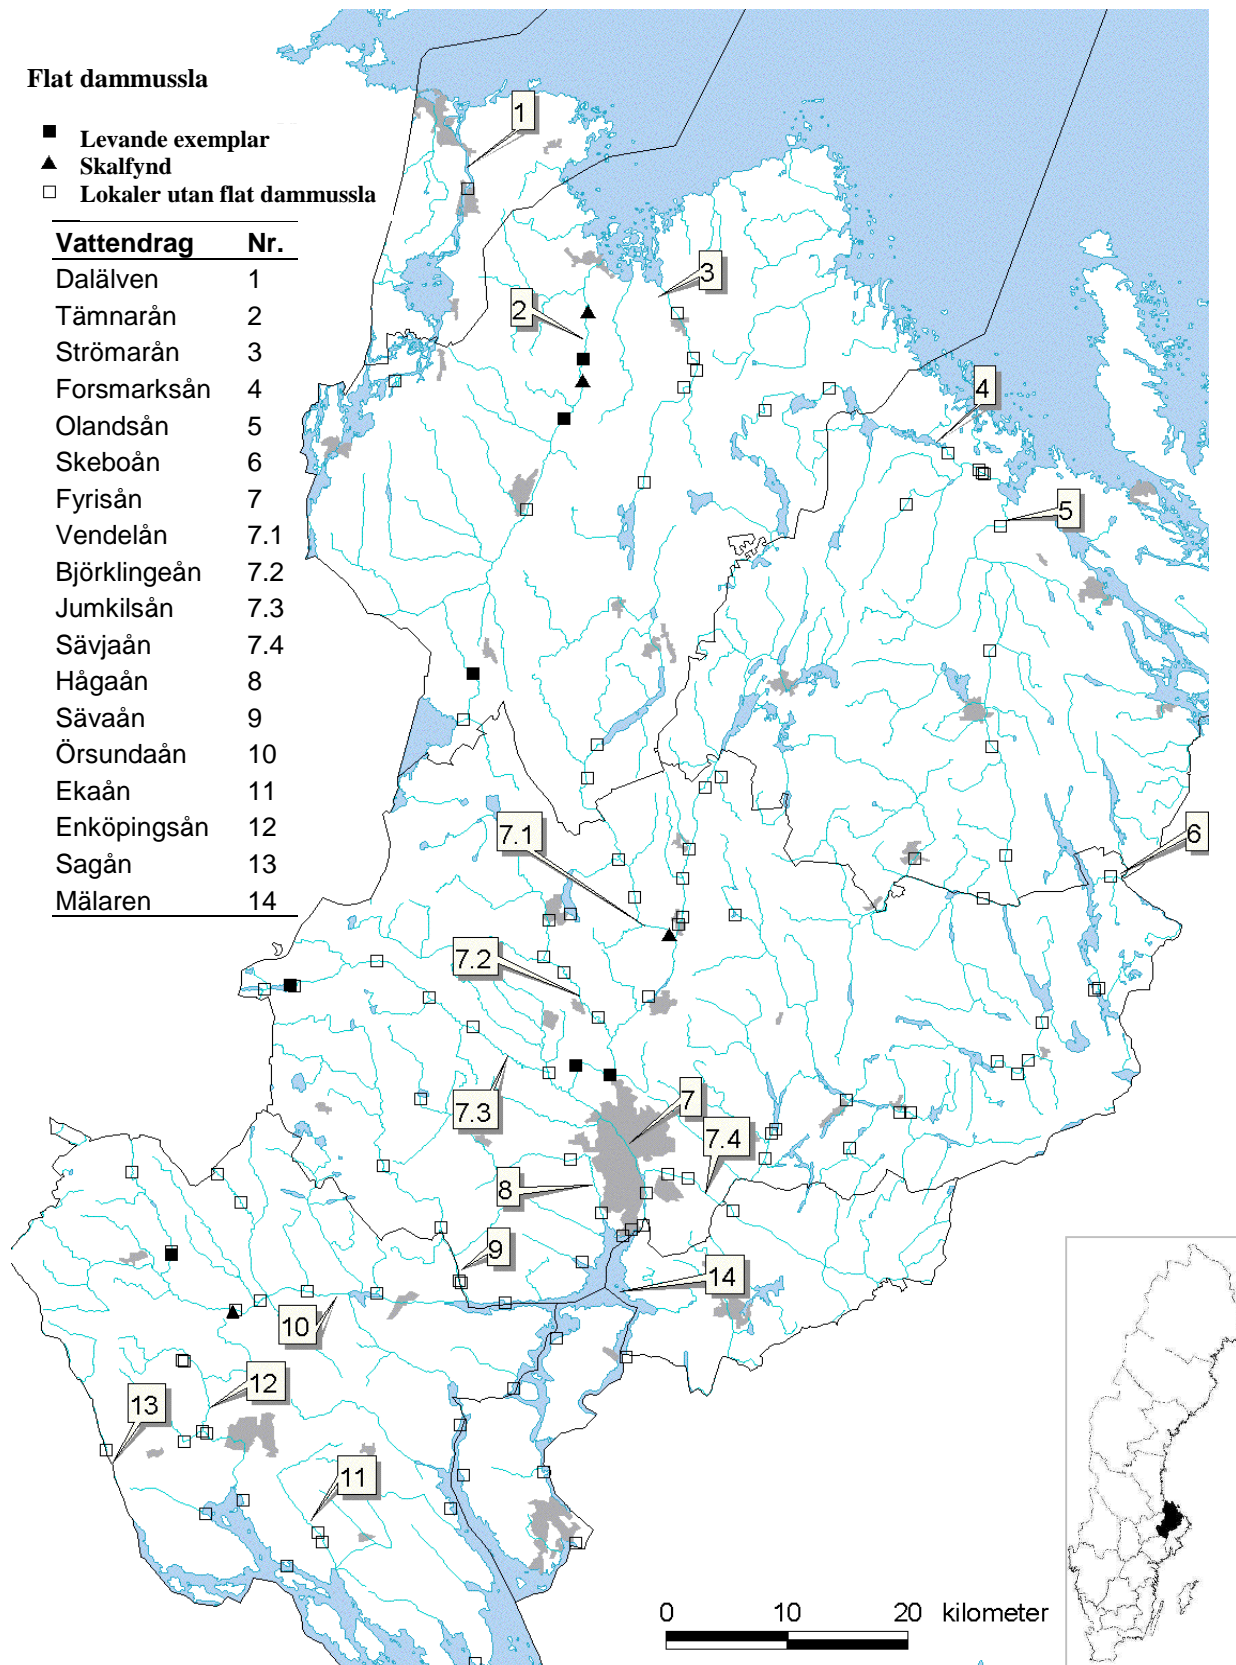 Flat dammussla
■ Levande exemplar
▲ Skalfynd
□ Lokaler utan flat dammussla
Vattendrag Nr.
Dalälven 1
Tämnarån 2
Strömarån 3
Forsmarksån 4
Olandsån 5
Skeboån 6
Fyrisån 7
Vendelån 7.1
Björklingeån 7.2
Jumkilsån 7.3
Sävjaån 7.4
Hågaån 8
Sävaån 9
Örsundaån 10
Ekaån 11
Enköpingsån 12
Sagån 13
Mälaren 14
1
3
2
4
5
7.1
6
7.2
7
7.3
7.4
8
9
14
10
12
13
11
0 10 20 kilometer